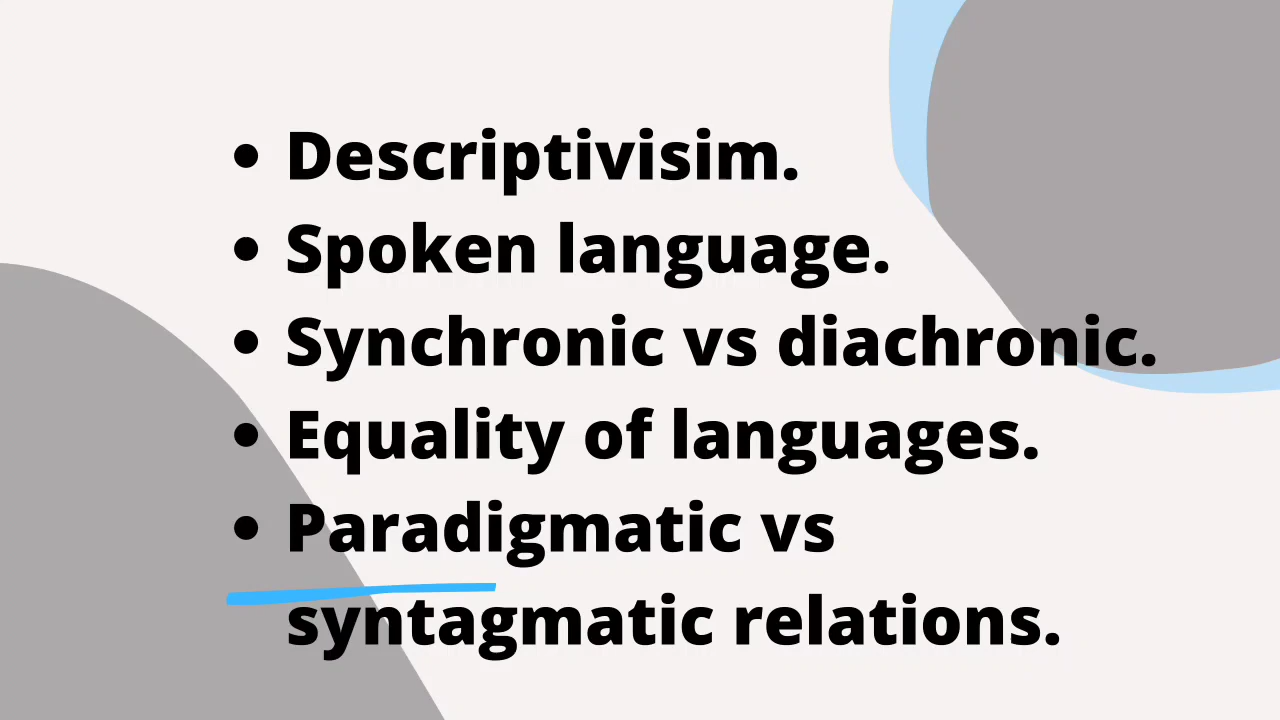 • Descriptivisim.
• Spoken language.
• Synchronic vs diachronic.
• Equality of languages.
• Paradigmatic vs
syntagmatic relations.